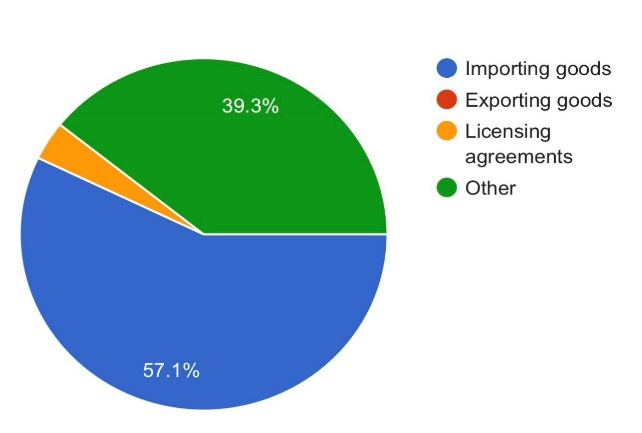 Importing goods
Exporting goods
Licensing
agreements
Other
39.3%
57.1%